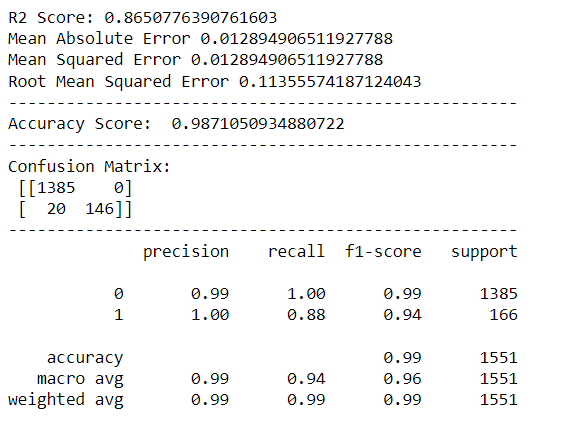 R2 Score: 0.8650776390761603
Mean Absolute Error 0.012894906511927788
Mean Squared Error 0.012894906511927788
Root Mean Squared Error 0.11355574187124043
-----------------------------------------------------
Accuracy Score:  0.9871050934880722
-----------------------------------------------------
Confusion Matrix:
 [[1385    0]
 [  20  146]]
-----------------------------------------------------
              precision    recall  f1-score   support

           0       0.99      1.00      0.99      1385
           1       1.00      0.88      0.94       166

    accuracy                           0.99      1551
   macro avg       0.99      0.94      0.96      1551
weighted avg       0.99      0.99      0.99      1551